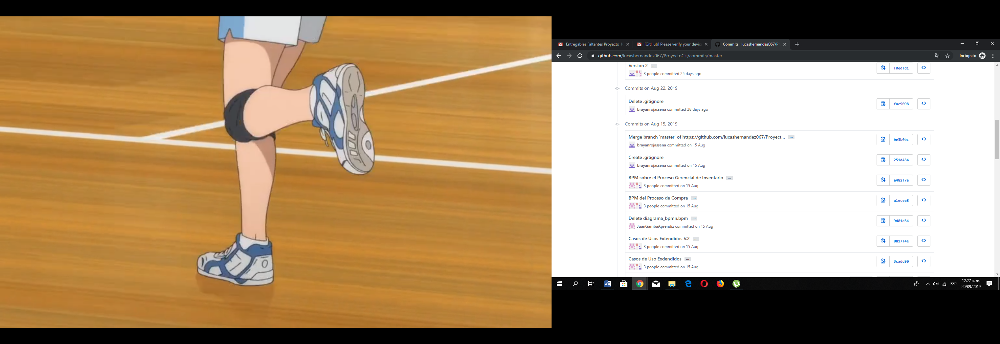 Entregables Faltantes Proyecto 1
[GitHub] Please verify your device
Commits · lucashernandez067/Pr
github.com/lucashernandez067/ProyectoCis/commits/master
Incógnito
Version 2
f0edfd1
3 people committed 25 days ago
Commits on Aug 22, 2019
Delete .gitignore
fac9098
brayanrojassena committed 28 days ago
Commits on Aug 15, 2019
Merge branch 'master' of https://github.com/lucashernandez067/Proyect...
be3b0bc
brayanrojassena committed on 15 Aug
Create .gitignore
251d434
brayanrojassena committed on 15 Aug
BPM sobre el Proceso Gerencial de Inventario
a482f7a
3 people committed on 15 Aug
BPM del Proceso de Compra
a1ecea8
3 people committed on 15 Aug
Delete diagrama_bpmn.bpm
9d81d34
JuanGambaAprendiz committed on 15 Aug
Casos de Usos Extendidos V.2
8817f4e
3 people committed on 15 Aug
Casos de Uso Exdendidos
3cadd90
3 people committed on 15 Aug
ESP
12:27 a. m.
20/09/2019